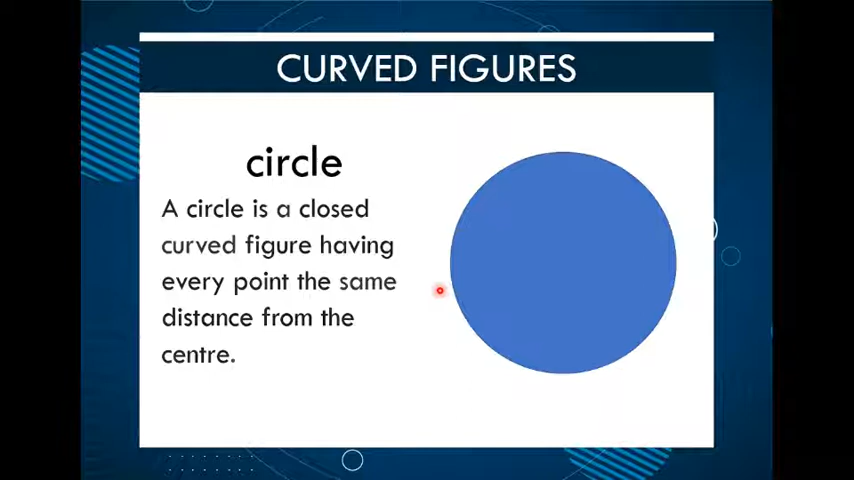 CURVED FIGURES
circle
A circle is a closed
curved figure having
every point the same
distance from the
centre.